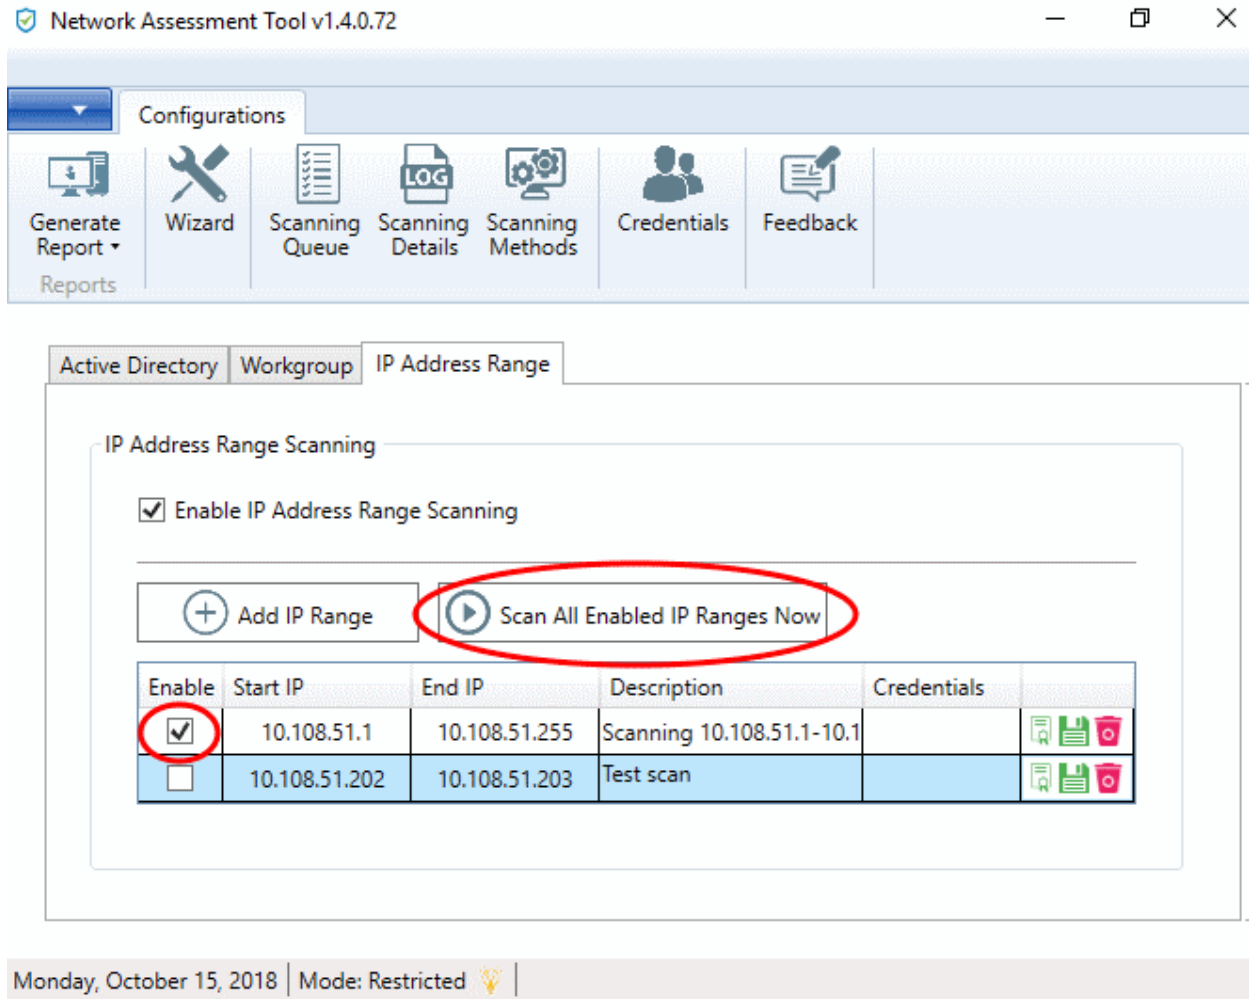 Network Assessment Tool v1.4.0.72
Configurations
Generate Report
Wizard
Scanning Queue
LOG
Scanning Details
Scanning Methods
Credentials
Feedback
Reports
Active Directory Workgroup IP Address Range
IP Address Range Scanning
Enable IP Address Range Scanning
Add IP Range Scan All Enabled IP Ranges Now
Enable Start IP End IP Description Credentials
10.108.51.1 10.108.51.255 Scanning 10.108.51.1-10.1
10.108.51.202 10.108.51.203 Test scan
Monday, October 15, 2018 Mode: Restricted